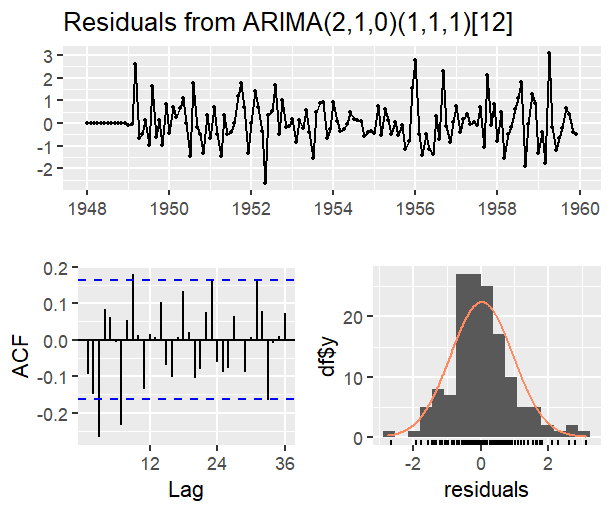 Residuals from ARIMA(2,1,0)(1,1,1)[12]
3
2
1
0
-1
-2
1948 1950 1952 1954 1956 1958 1960
0.2
0.1
0.0
-0.1
-0.2
ACF
12 24 36
Lag
20
10
0
df$y
-2 0 2
residuals